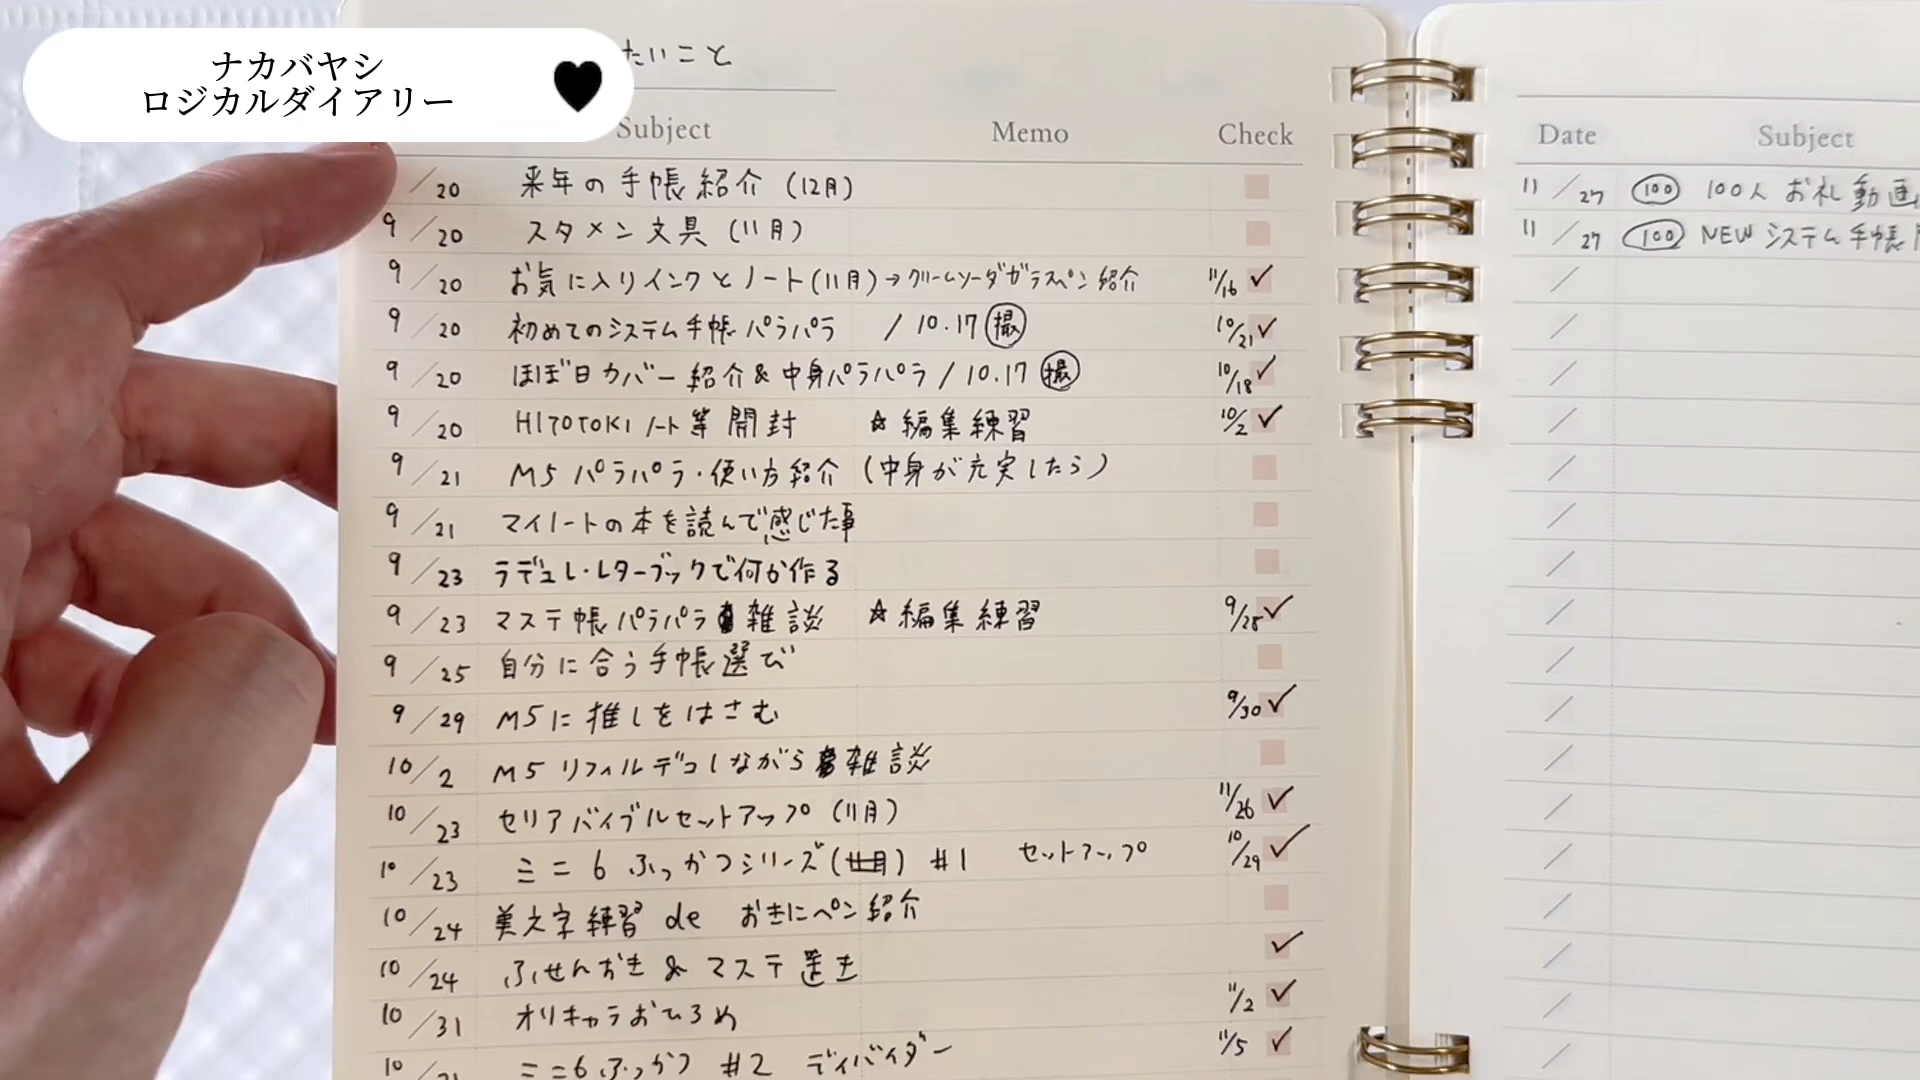 ナカバヤシ
ロジカルダイアリー
たいこと
Subject Memo Check
/20 来年の手帳紹介 (12月)
9/20 スタメン文具 (11月)
9/20 お気に入りインクとノート(11月)→クリームソーダガラスペン紹介 11/16 ✓
9/20 初めてのシステム手帳パラパラ / 10.17 撮 10/21 ✓
9/20 ほぼ日カバー紹介&中身パラパラ / 10.17 撮 10/18 ✓
9/20 HITOTOKIノート等開封 ☆編集練習 10/2 ✓
9/21 M5 パラパラ・使い方紹介 (中身が充実したら)
9/21 マイノートの本を読んで感じた事
9/23 ラデュレ・レターブックで何か作る
9/23 マステ帳パラパラ 雑談 ☆編集練習 9/25 ✓
9/25 自分に合う手帳選び
9/29 M5に推しをはさむ 9/30 ✓
10/2 M5 リフィルデコしながら 雑談
10/23 セリアバイブルセットアップ (11月) 11/26 ✓
10/23 ミニ6ふっかつシリーズ( ) #1 セットアップ 10/29 ✓
10/24 美文字練習 de おきにペン紹介
10/24 ふせんおき & マステ置き ✓
10/31 オリキャラおひろめ 11/2 ✓
10/ ミニ6ふっかつ #2 ディバイダー 11/5 ✓
Date Subject
11/27 100 100人お礼動画
11/27 100 NEWシステム手帳